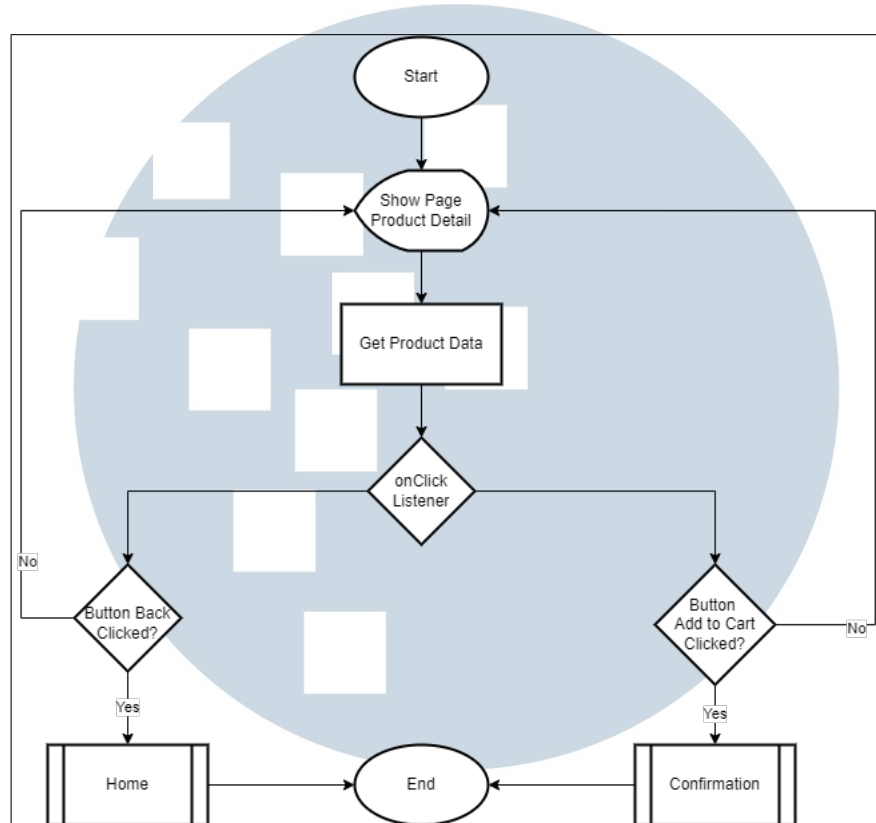 Start
Show Page
Product Detail
Get Product Data
onClick
Listener
No
Button Back
Clicked?
Button
Add to Cart
Clicked?
No
Yes
Yes
Home
End
Confirmation